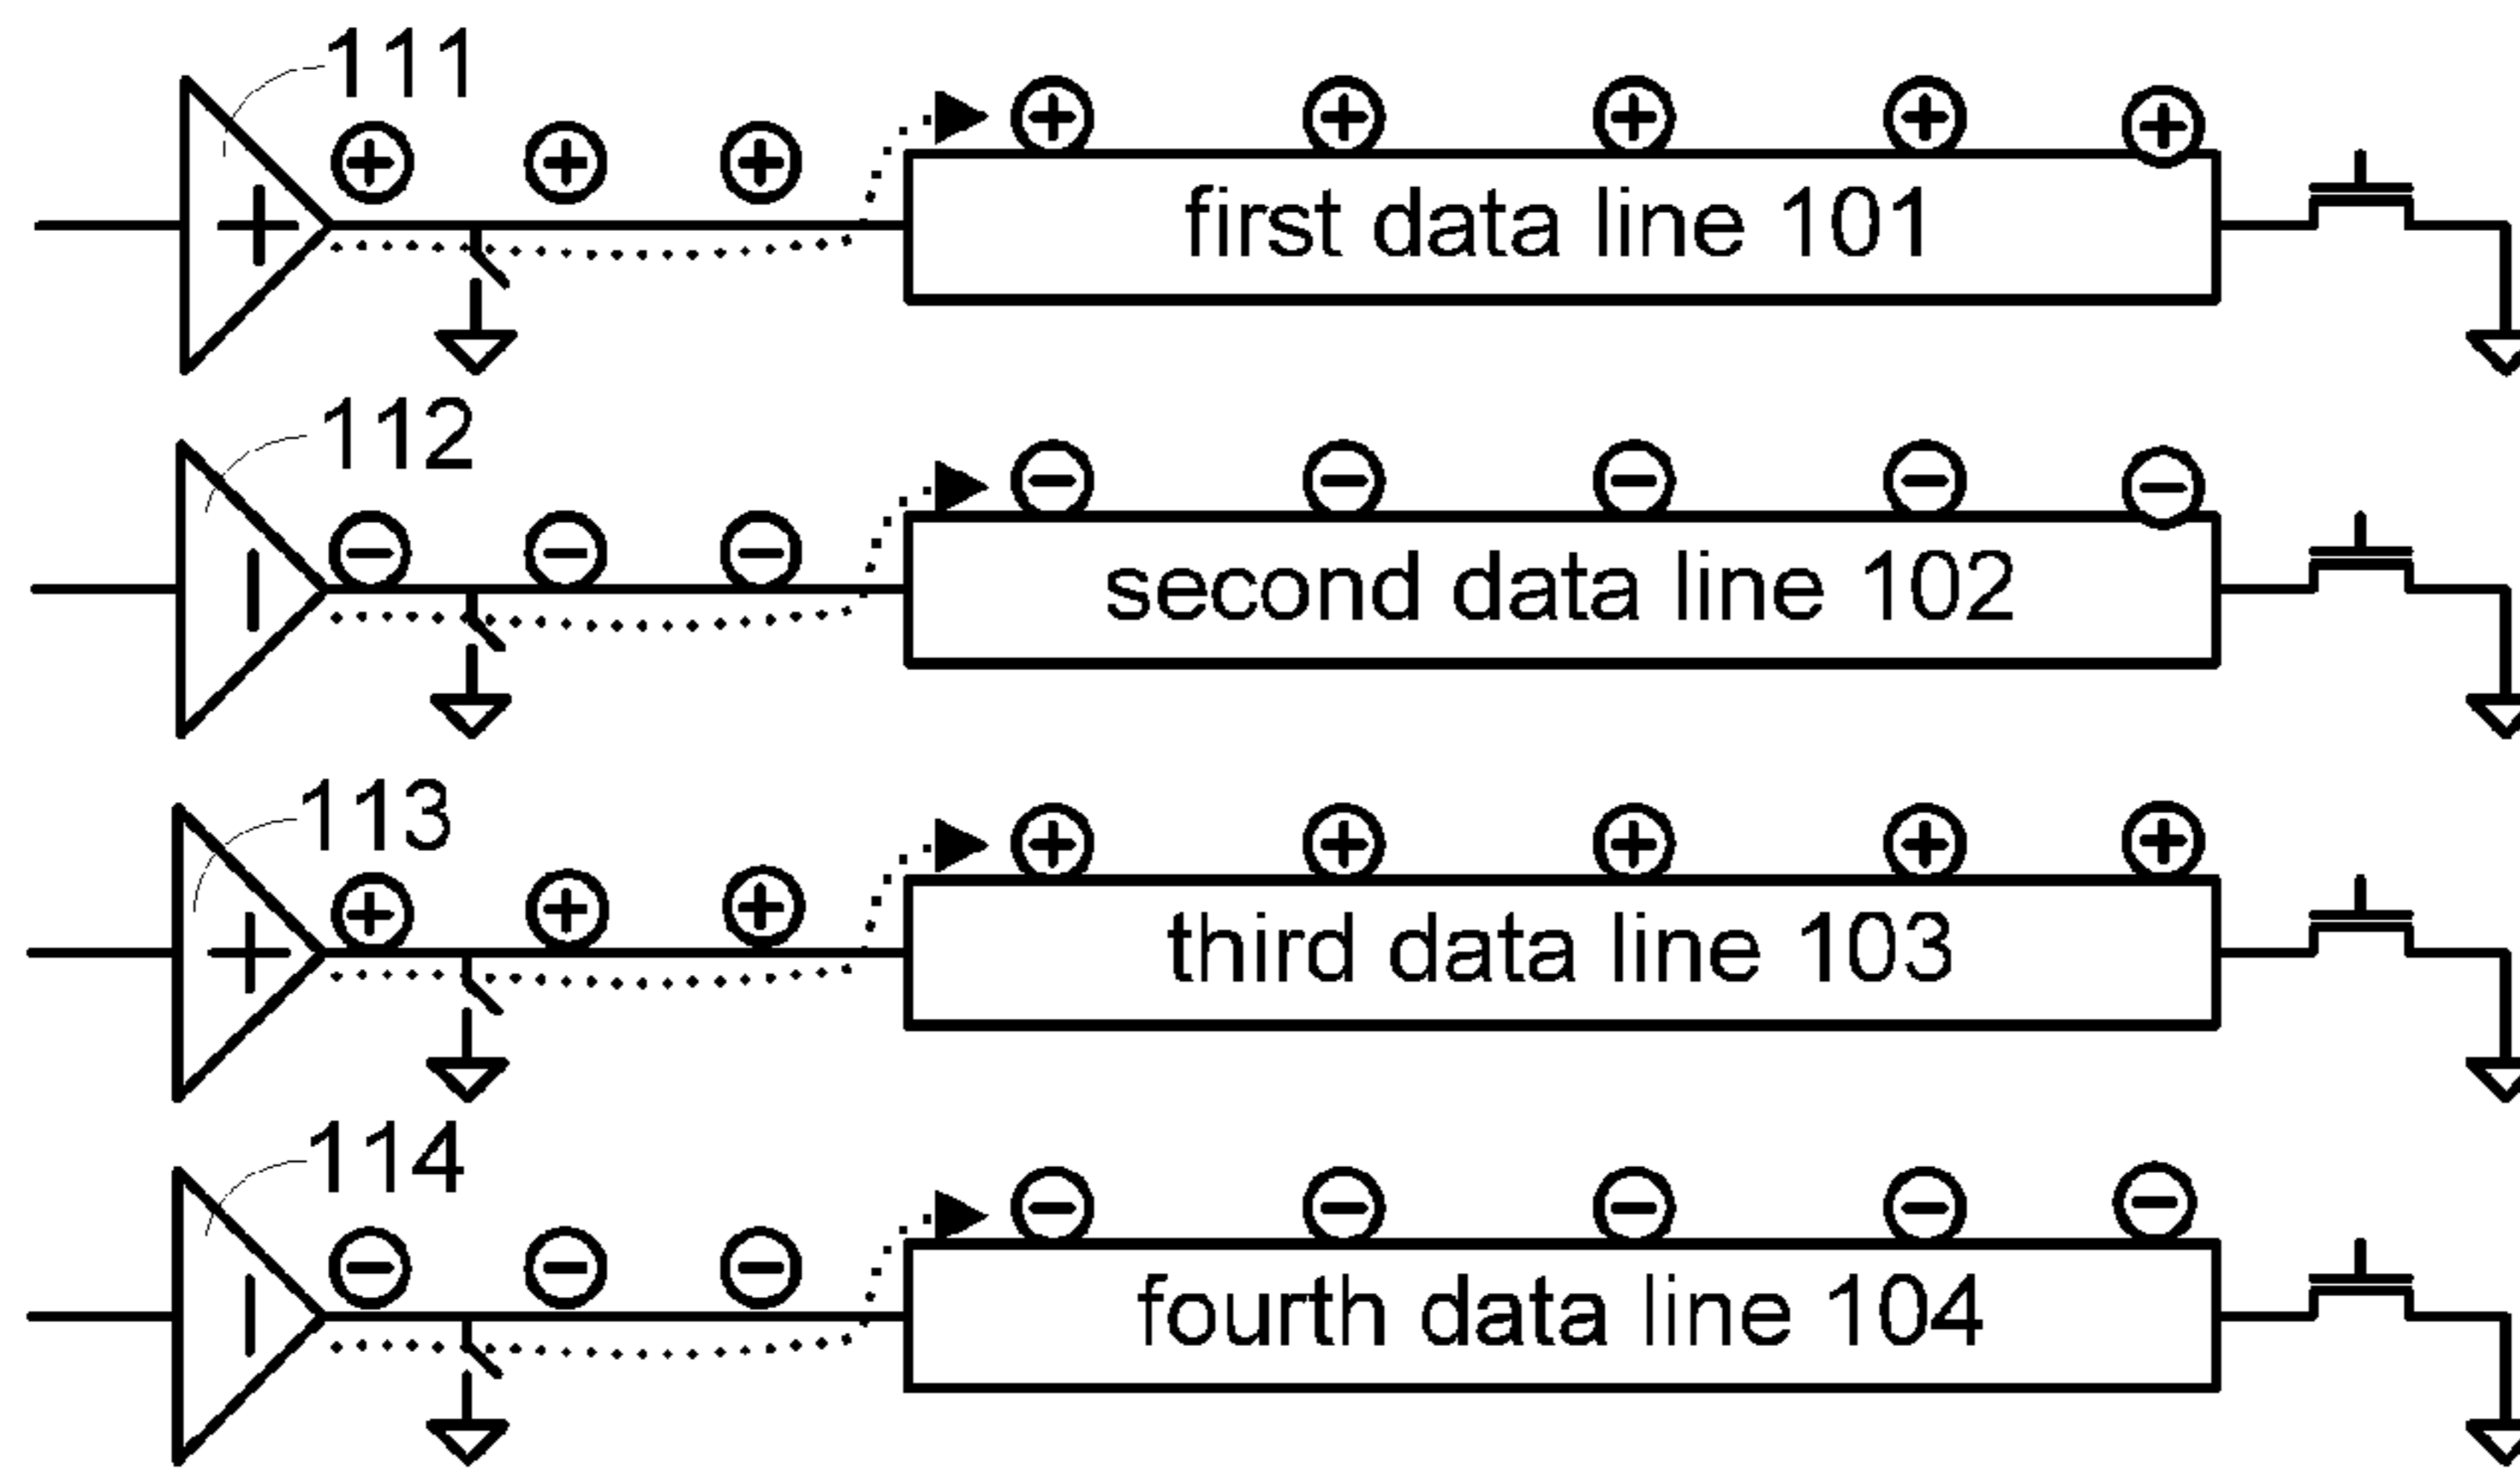 111
first data line 101
112
second data line 102
113
third data line 103
114
fourth data line 104